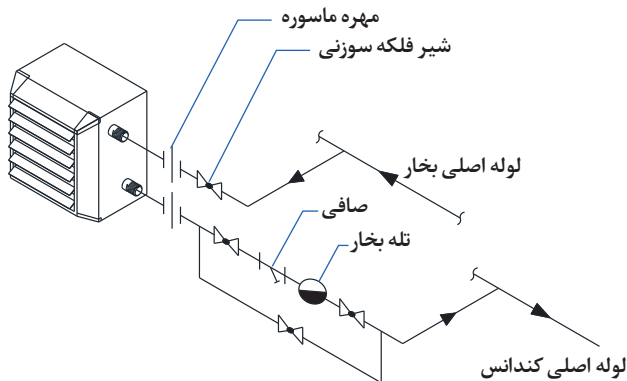 مهره ماسوره
شیر فلکه سوزنی
لوله اصلی بخار
صافی
تله بخار
لوله اصلی کندانس